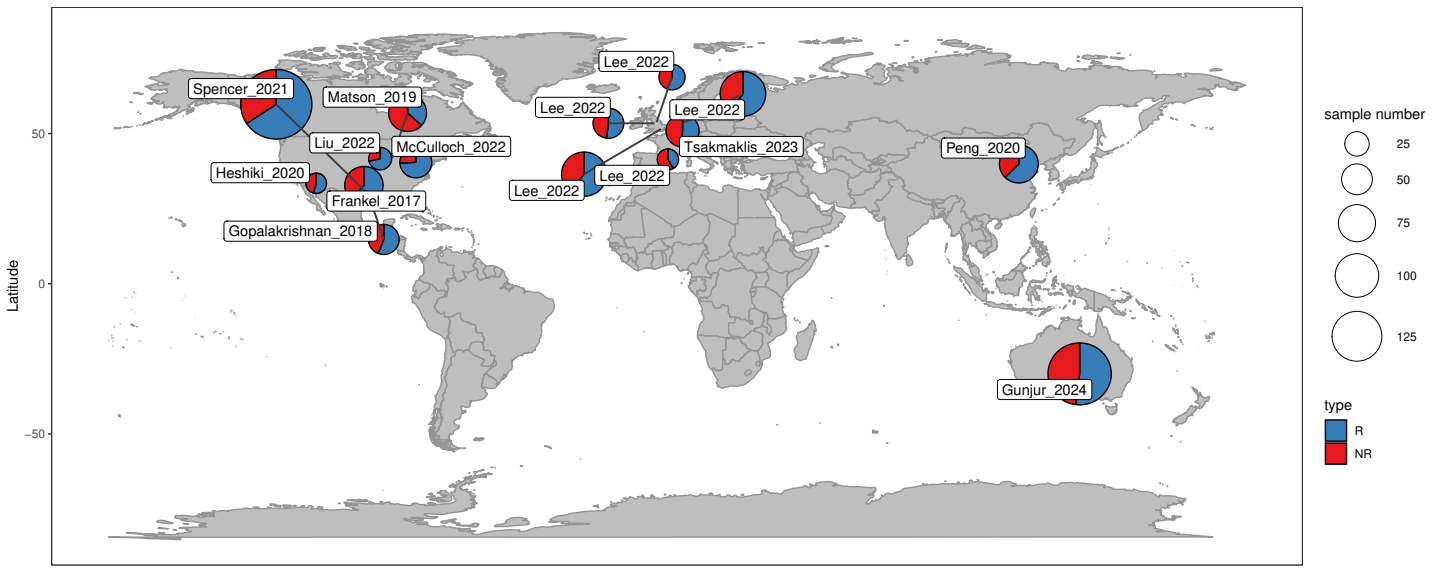 Lee_2022
Spencer_2021
Matson_2019
Lee_2022
Lee_2022
Liu_2022
McCulloch_2022
Tsakmaklis_2023
Peng_2020
Heshiki_2020
Lee_2022
Lee_2022
Frankel_2017
Gopalakrishnan_2018
Gunjur_2024
Latitude
50
0
−50
sample number
25
50
75
100
125
type
R
NR